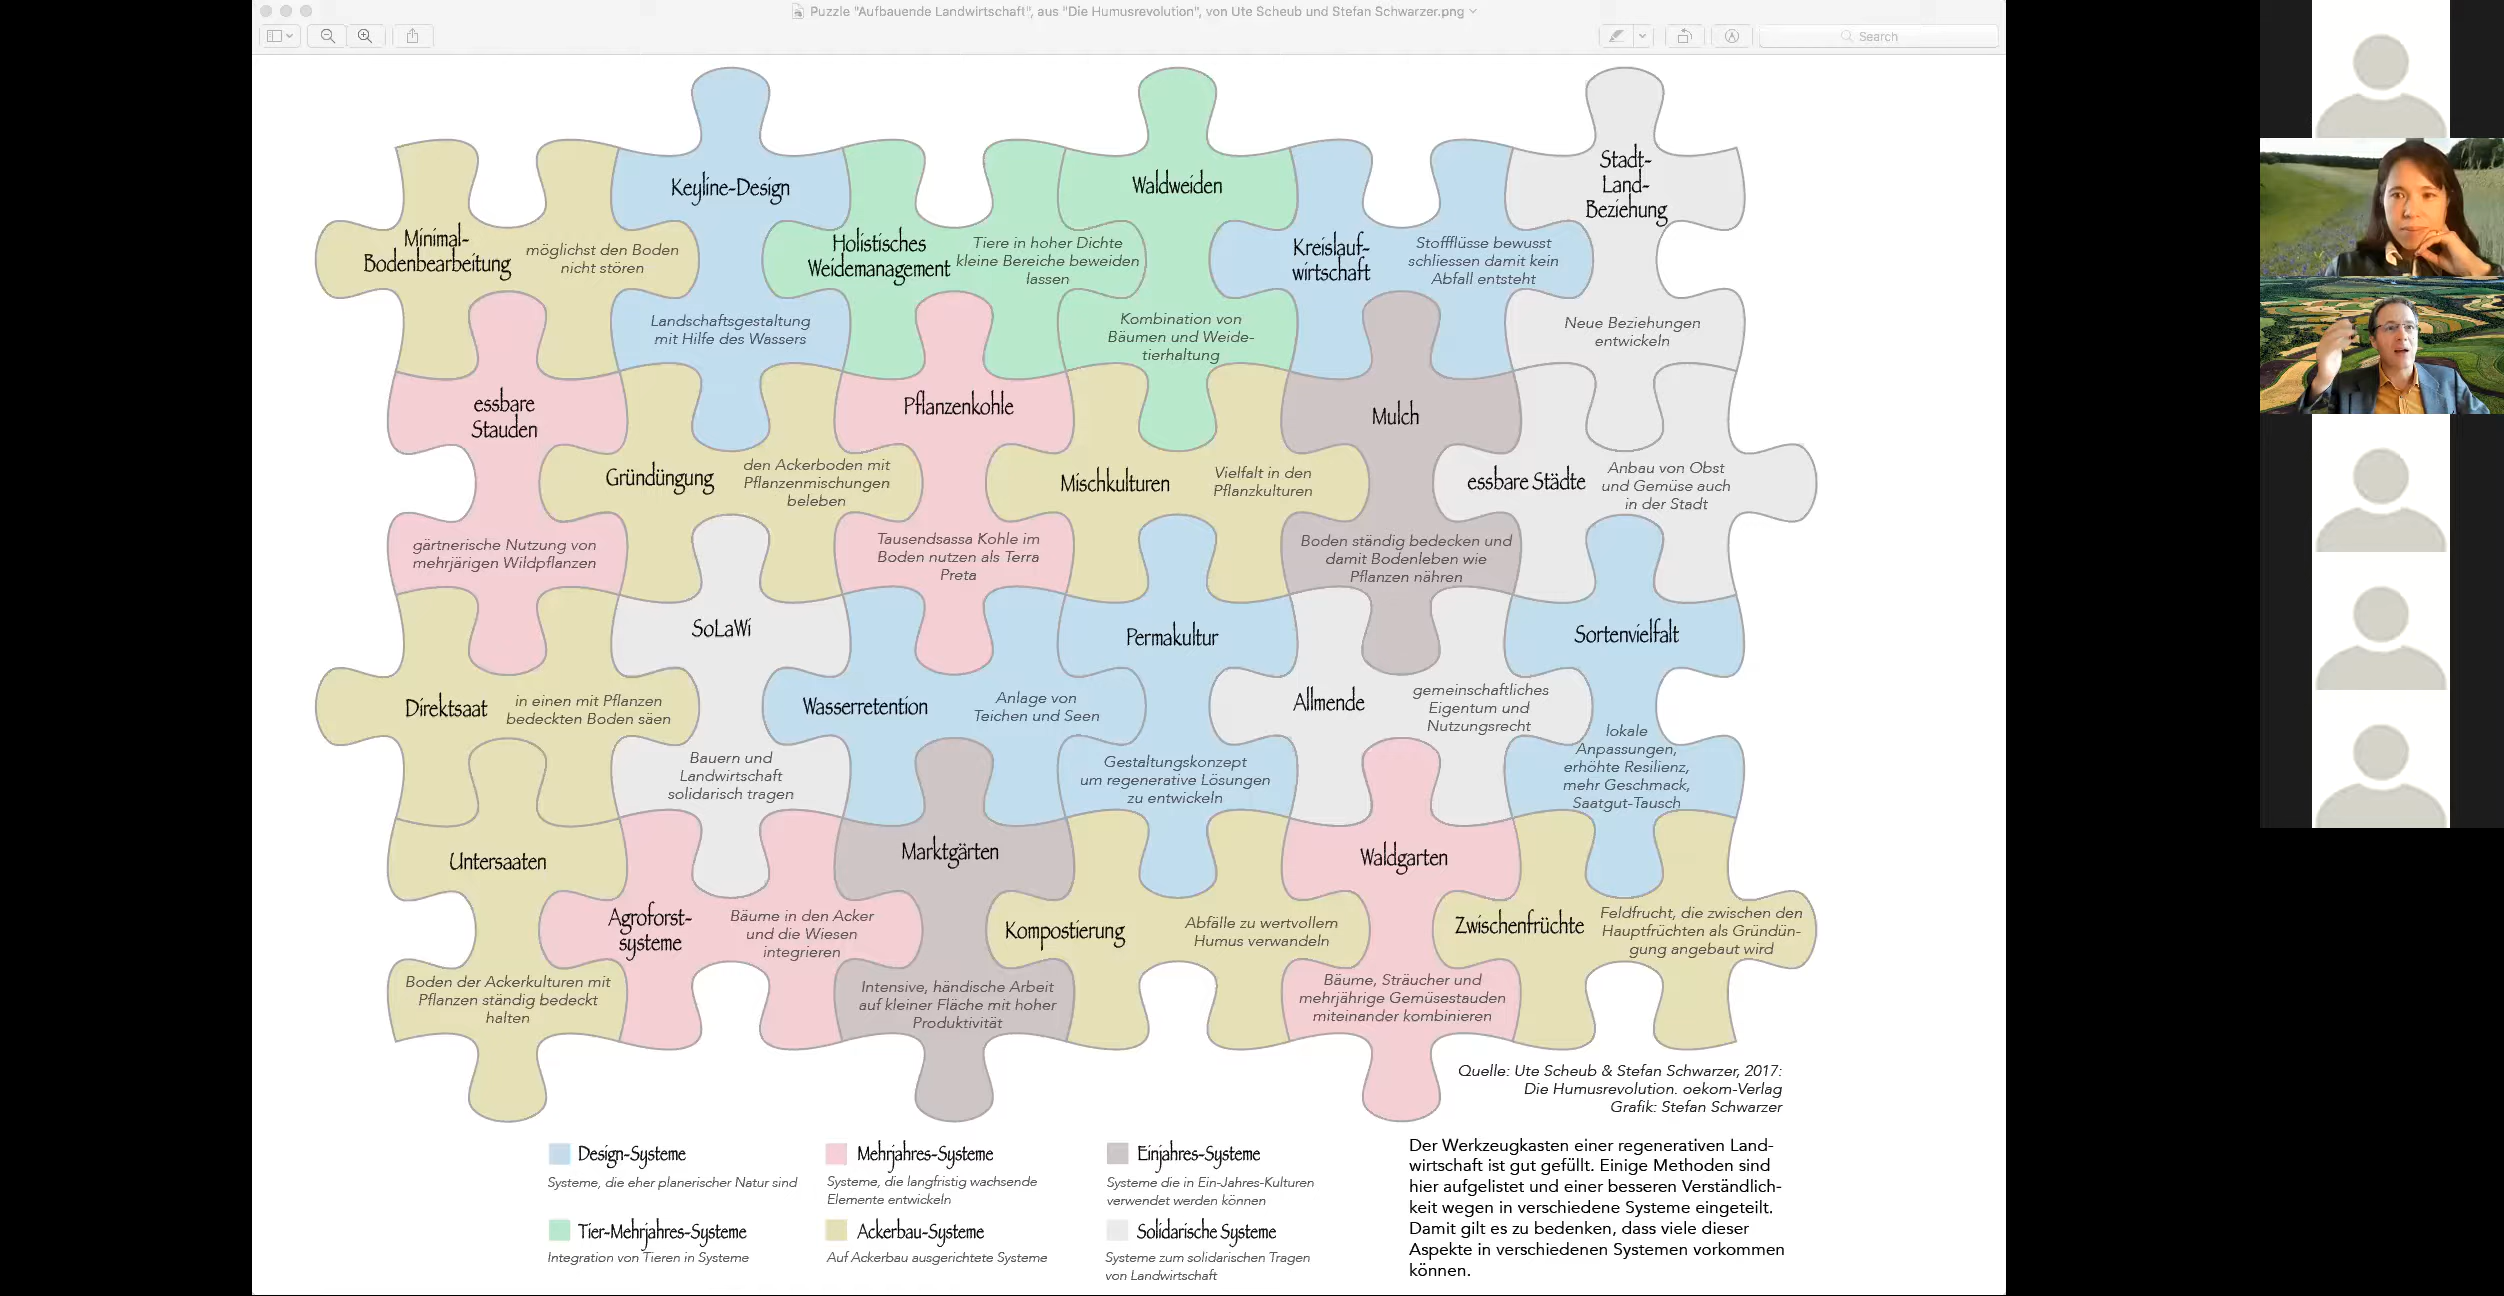 Puzzle "Aufbauende Landwirtschaft", aus "Die Humusrevolution", von Ute Scheub und Stefan Schwarzer.png
Search
Keyline-Design
Landschaftsgestaltung
mit Hilfe des Wassers
Waldweiden
Kombination von
Bäumen und Weide-
tierhaltung
Stadt-
Land-
Beziehung
Neue Beziehungen
entwickeln
Minimal-
Bodenbearbeitung
möglichst den Boden
nicht stören
Holistisches
Weidemanagement
Tiere in hoher Dichte
kleine Bereiche beweiden
lassen
Kreislauf-
wirtschaft
Stoffflüsse bewusst
schliessen damit kein
Abfall entsteht
essbare
Stauden
gärtnerische Nutzung von
mehrjärigen Wildpflanzen
Pflanzenkohle
Tausendsassa Kohle im
Boden nutzen als Terra
Preta
Mulch
Boden ständig bedecken und
damit Bodenleben wie
Pflanzen nähren
Gründüngung
den Ackerboden mit
Pflanzenmischungen
beleben
Mischkulturen
Vielfalt in den
Pflanzkulturen
essbare Städte
Anbau von Obst
und Gemüse auch
in der Stadt
SoLaWi
Bauern und
Landwirtschaft
solidarisch tragen
Permakultur
Gestaltungskonzept
um regenerative Lösungen
zu entwickeln
Sortenvielfalt
lokale
Anpassungen,
erhöhte Resilienz,
mehr Geschmack,
Saatgut-Tausch
Direktsaat
in einen mit Pflanzen
bedeckten Boden säen
Wasserretention
Anlage von
Teichen und Seen
Allmende
gemeinschaftliches
Eigentum und
Nutzungsrecht
Untersaaten
Boden der Ackerkulturen mit
Pflanzen ständig bedeckt
halten
Marktgärten
Intensive, händische Arbeit
auf kleiner Fläche mit hoher
Produktivität
Waldgarten
Bäume, Sträucher und
mehrjährige Gemüsestauden
miteinander kombinieren
Agroforst-
systeme
Bäume in den Acker
und die Wiesen
integrieren
Kompostierung
Abfälle zu wertvollem
Humus verwandeln
Zwischenfrüchte
Feldfrucht, die zwischen den
Hauptfrüchten als Gründün-
gung angebaut wird
Quelle: Ute Scheub & Stefan Schwarzer, 2017:
Die Humusrevolution. oekom-Verlag
Grafik: Stefan Schwarzer
Design-Systeme
Systeme, die eher planerischer Natur sind
Mehrjahres-Systeme
Systeme, die langfristig wachsende
Elemente entwickeln
Einjahres-Systeme
Systeme die in Ein-Jahres-Kulturen
verwendet werden können
Tier-Mehrjahres-Systeme
Integration von Tieren in Systeme
Ackerbau-Systeme
Auf Ackerbau ausgerichtete Systeme
Solidarische Systeme
Systeme zum solidarischen Tragen
von Landwirtschaft
Der Werkzeugkasten einer regenerativen Land-
wirtschaft ist gut gefüllt. Einige Methoden sind
hier aufgelistet und einer besseren Verständlich-
keit wegen in verschiedene Systeme eingeteilt.
Damit gilt es zu bedenken, dass viele dieser
Aspekte in verschiedenen Systemen vorkommen
können.